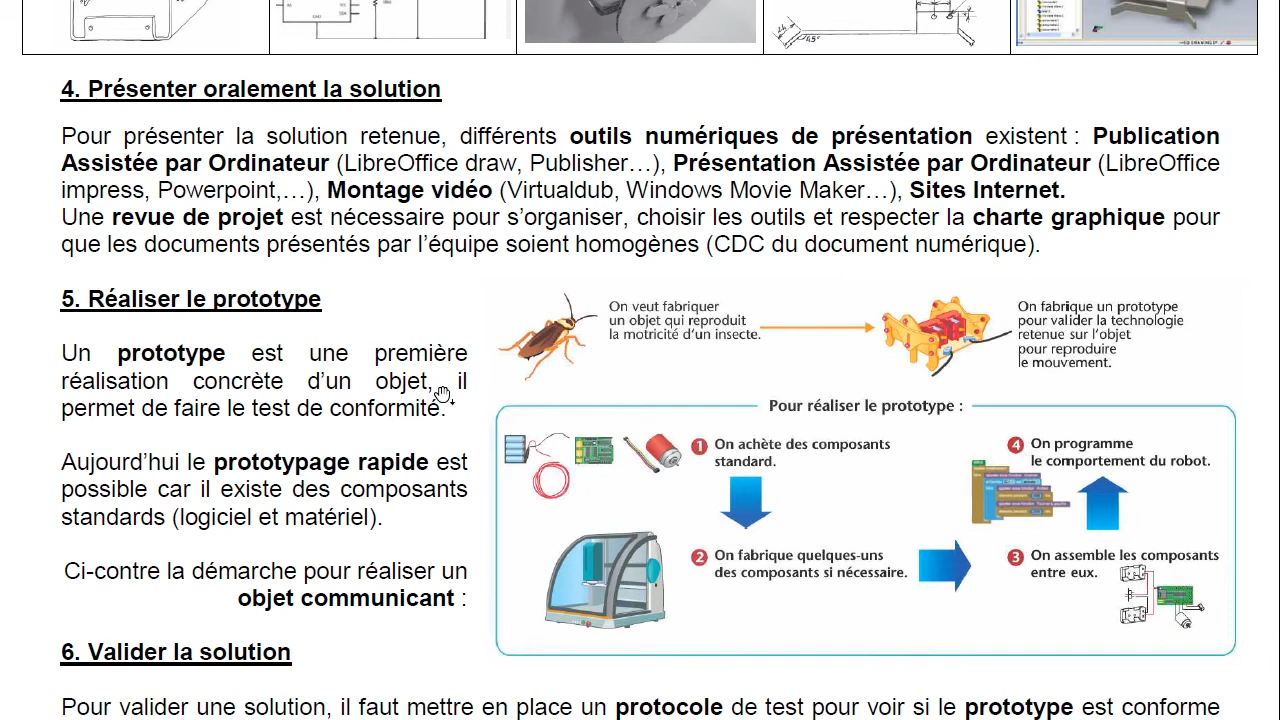 4. Présenter oralement la solution
Pour présenter la solution retenue, différents outils numériques de présentation existent : Publication
Assistée par Ordinateur (LibreOffice draw, Publisher…), Présentation Assistée par Ordinateur (LibreOffice
impress, Powerpoint,…), Montage vidéo (Virtualdub, Windows Movie Maker…), Sites Internet.
Une revue de projet est nécessaire pour s’organiser, choisir les outils et respecter la charte graphique pour
que les documents présentés par l’équipe soient homogènes (CDC du document numérique).
5. Réaliser le prototype
Un prototype est une première
réalisation concrète d’un objet, il
permet de faire le test de conformité.
Aujourd’hui le prototypage rapide est
possible car il existe des composants
standards (logiciel et matériel).
Ci-contre la démarche pour réaliser un
objet communicant :
On veut fabriquer
un objet qui reproduit
la motricité d’un insecte.
On fabrique un prototype
pour valider la technologie
retenue sur l’objet
pour reproduire
le mouvement.
Pour réaliser le prototype :
1 On achète des composants
standard.
2 On fabrique quelques-uns
des composants si nécessaire.
3 On assemble les composants
entre eux.
4 On programme
le comportement du robot.
6. Valider la solution
Pour valider une solution, il faut mettre en place un protocole de test pour voir si le prototype est conforme